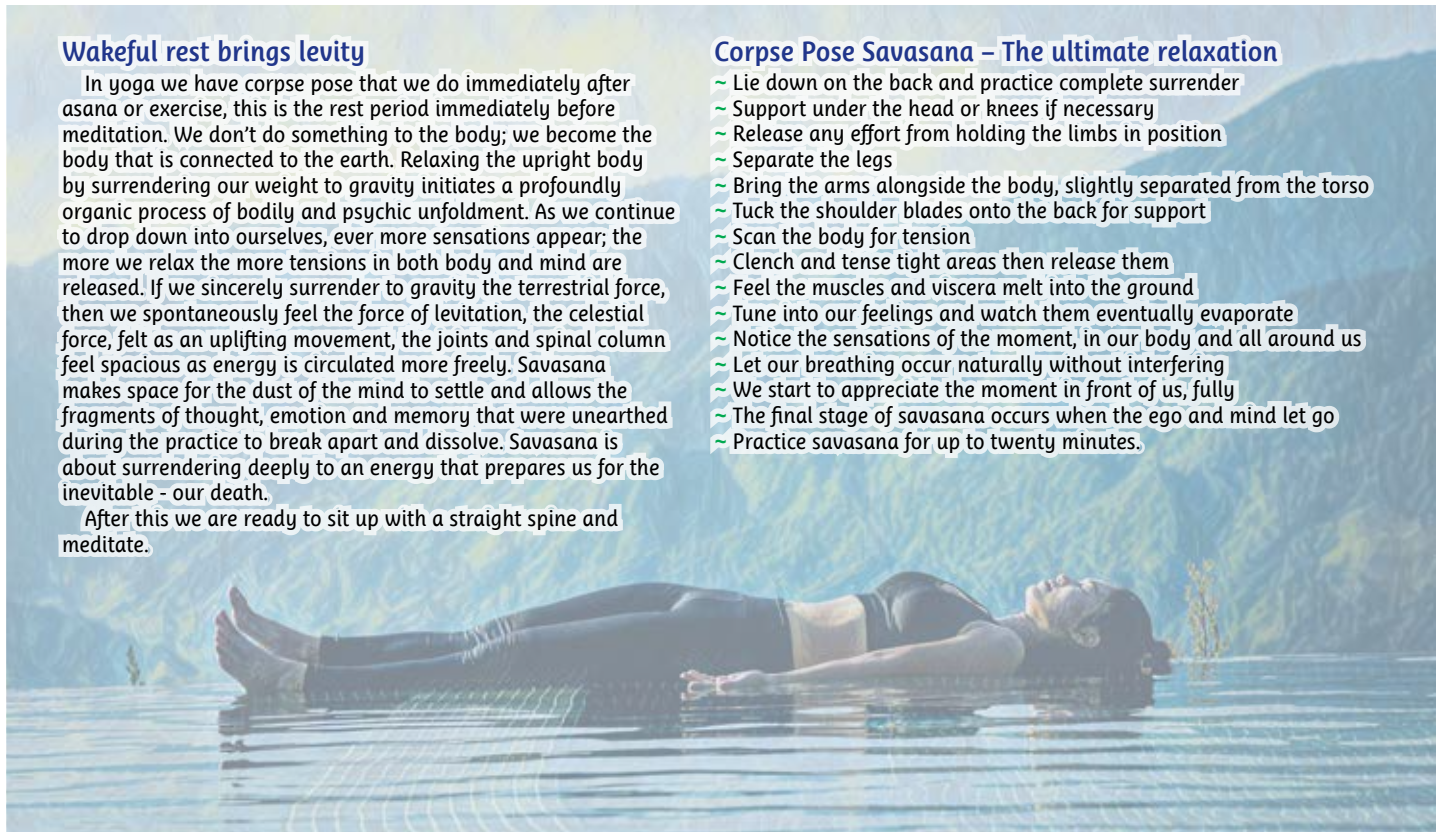 Wakeful rest brings levity
In yoga we have corpse pose that we do immediately after
asana or exercise, this is the rest period immediately before
meditation. We don't do something to the body; we become the
body that is connected to the earth. Relaxing the upright body
by surrendering our weight to gravity initiates a profoundly
organic process of bodily and psychic unfoldment. As we continue
to drop down into ourselves, ever more sensations appear; the
more we relax the more tensions in both body and mind are
released. If we sincerely surrender to gravity the terrestrial force,
then we spontaneously feel the force of levitation, the celestial
force, felt as an uplifting movement, the joints and spinal column
feel spacious as energy is circulated more freely. Savasana
makes space for the dust of the mind to settle and allows the
fragments of thought, emotion and memory that were unearthed
during the practice to break apart and dissolve. Savasana is
about surrendering deeply to an energy that prepares us for the
inevitable - our death.
After this we are ready to sit up with a straight spine and
meditate.
Corpse Pose Savasana – The ultimate relaxation
~ Lie down on the back and practice complete surrender
~ Support under the head or knees if necessary
~ Release any effort from holding the limbs in position
~ Separate the legs
~ Bring the arms alongside the body, slightly separated from the torso
~ Tuck the shoulder blades onto the back for support
~ Scan the body for tension
~ Clench and tense tight areas then release them
~ Feel the muscles and viscera melt into the ground
~ Tune into our feelings and watch them eventually evaporate
~ Notice the sensations of the moment, in our body and all around us
~ Let our breathing occur naturally without interfering
~ We start to appreciate the moment in front of us, fully
~ The final stage of savasana occurs when the ego and mind let go
~ Practice savasana for up to twenty minutes.